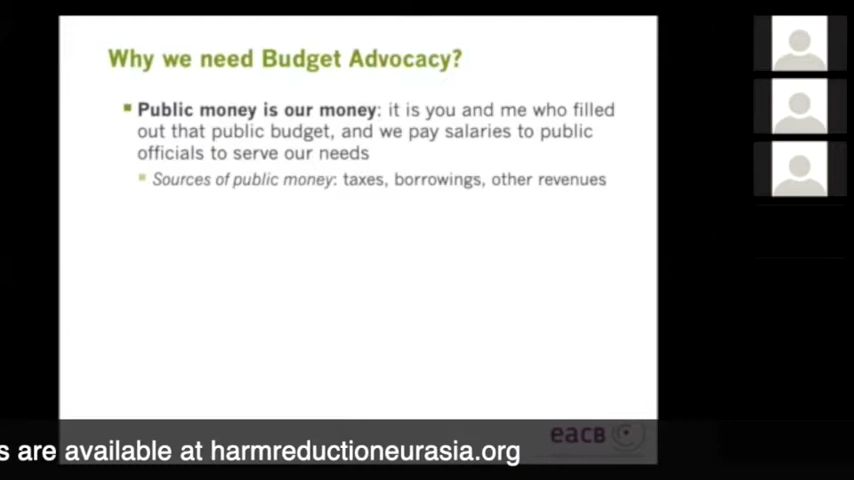 Why we need Budget Advocacy?
▪ Public money is our money: it is you and me who filled
out that public budget, and we pay salaries to public
officials to serve our needs
▪ Sources of public money: taxes, borrowings, other revenues
eacb
s are available at harmreductioneurasia.org